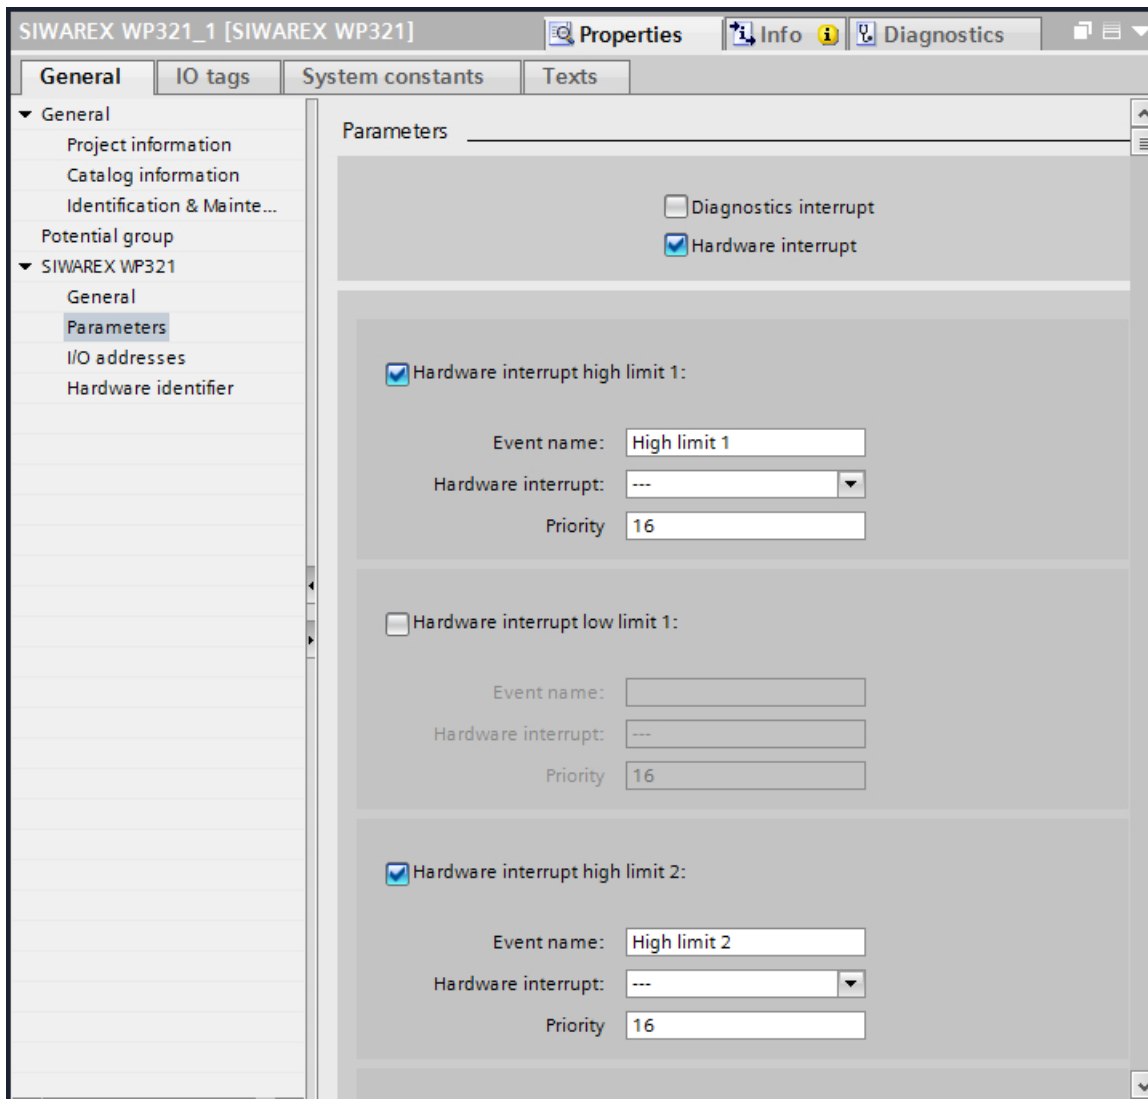 SIWAREX WP321_1 [SIWAREX WP321]
Properties
Info
Diagnostics
General
IO tags
System constants
Texts
General
Project information
Catalog information
Identification & Mainte...
Potential group
SIWAREX WP321
General
Parameters
I/O addresses
Hardware identifier
Parameters
Diagnostics interrupt
Hardware interrupt
Hardware interrupt high limit 1:
Event name: High limit 1
Hardware interrupt: ---
Priority 16
Hardware interrupt low limit 1:
Event name:
Hardware interrupt: ---
Priority 16
Hardware interrupt high limit 2:
Event name: High limit 2
Hardware interrupt: ---
Priority 16